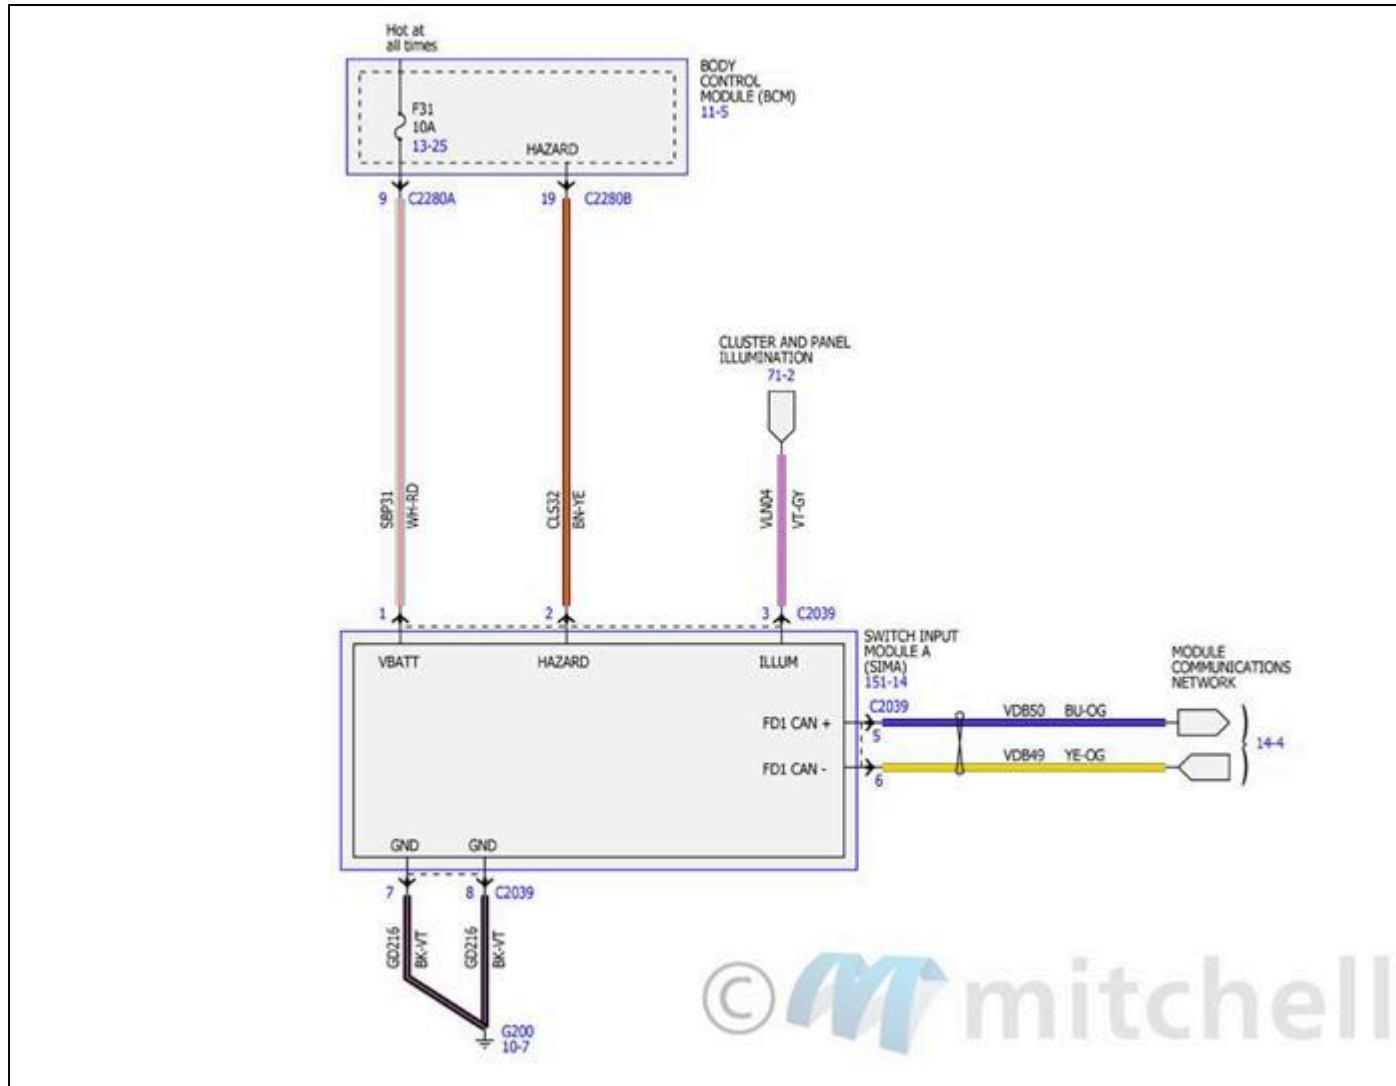 Hot at
all times
BODY
CONTROL
MODULE (BCM)
11-5
F31
10A
13-25
HAZARD
9 C2280A
19 C2280B
CLUSTER AND PANEL
ILLUMINATION
71-2
SBP31
WH-RD
CLS32
BN-YE
VLN04
VT-GY
1
2
3 C2039
VBATT
HAZARD
ILLUM
SWITCH INPUT
MODULE A
(SIMA)
151-14
MODULE
COMMUNICATIONS
NETWORK
C2039
FD1 CAN +
5
VDB50 BU-OG
14-4
FD1 CAN -
6
VDB49 YE-OG
GND
GND
7
8 C2039
GD216
BK-VT
GD216
BK-VT
G200
10-7
© mitchell